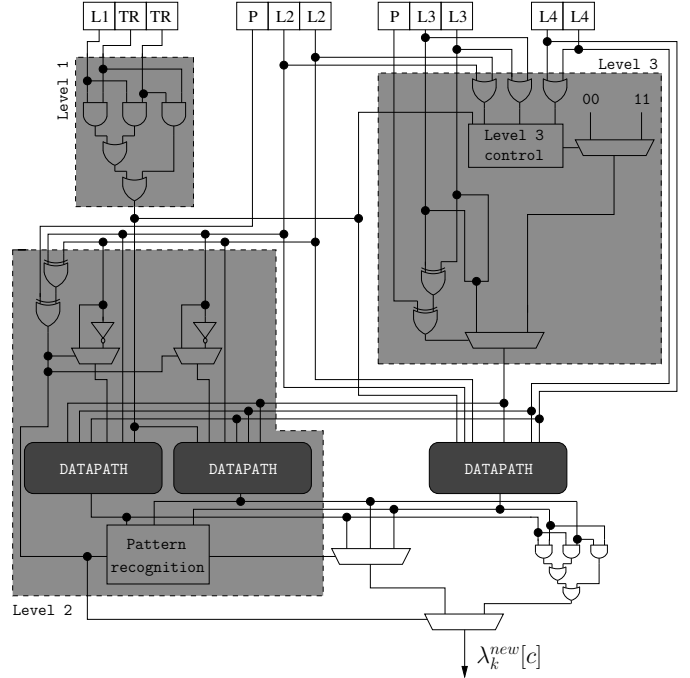 L1 TR TR P L2 L2 P L3 L3 L4 L4
Level 1
Level 3
00 11
Level 3
control
DATAPATH DATAPATH DATAPATH
Pattern
recognition
Level 2
λ_k^{new}[c]